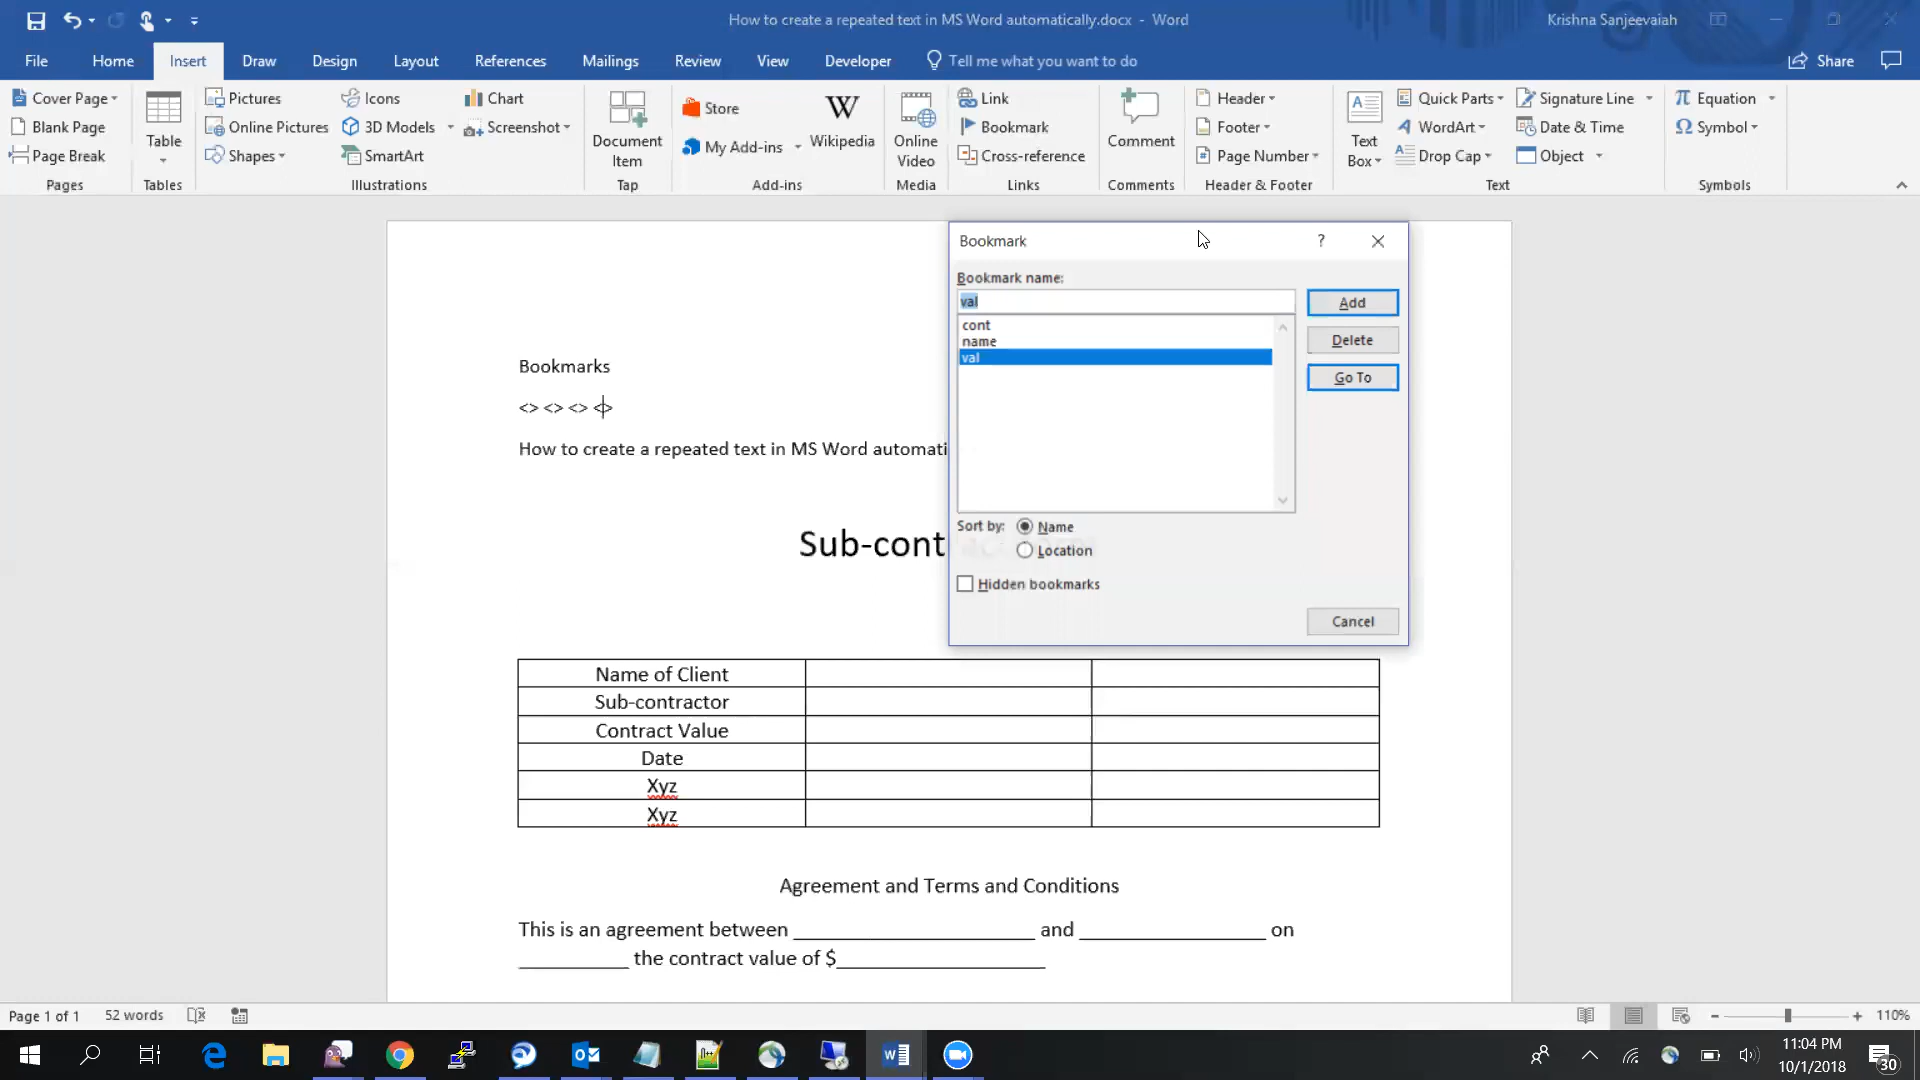 How to create a repeated text in MS Word automatically.docx - Word
Krishna Sanjeevaiah
File Home Insert Draw Design Layout References Mailings Review View Developer Tell me what you want to do Share
Cover Page
Blank Page
Page Break
Pages
Table
Tables
Pictures
Online Pictures
Shapes
Icons
3D Models
SmartArt
Chart
Screenshot
Illustrations
Document
Item
Tap
Store
My Add-ins
W
Wikipedia
Add-ins
Online
Video
Media
Link
Bookmark
Cross-reference
Links
Comment
Comments
Header
Footer
Page Number
Header & Footer
Text
Box
Quick Parts
WordArt
Drop Cap
Signature Line
Date & Time
Object
Text
Equation
Symbol
Symbols
Bookmarks
<> <> <> <>
How to create a repeated text in MS Word automati
Sub-cont
Bookmark
?
Bookmark name:
val
cont
name
val
Add
Delete
Go To
Sort by:
Name
Location
Hidden bookmarks
Cancel
Name of Client
Sub-contractor
Contract Value
Date
Xyz
Xyz
Agreement and Terms and Conditions
This is an agreement between ______________________ and _________________ on
__________ the contract value of $___________________
Page 1 of 1 52 words
110%
11:04 PM
10/1/2018
30